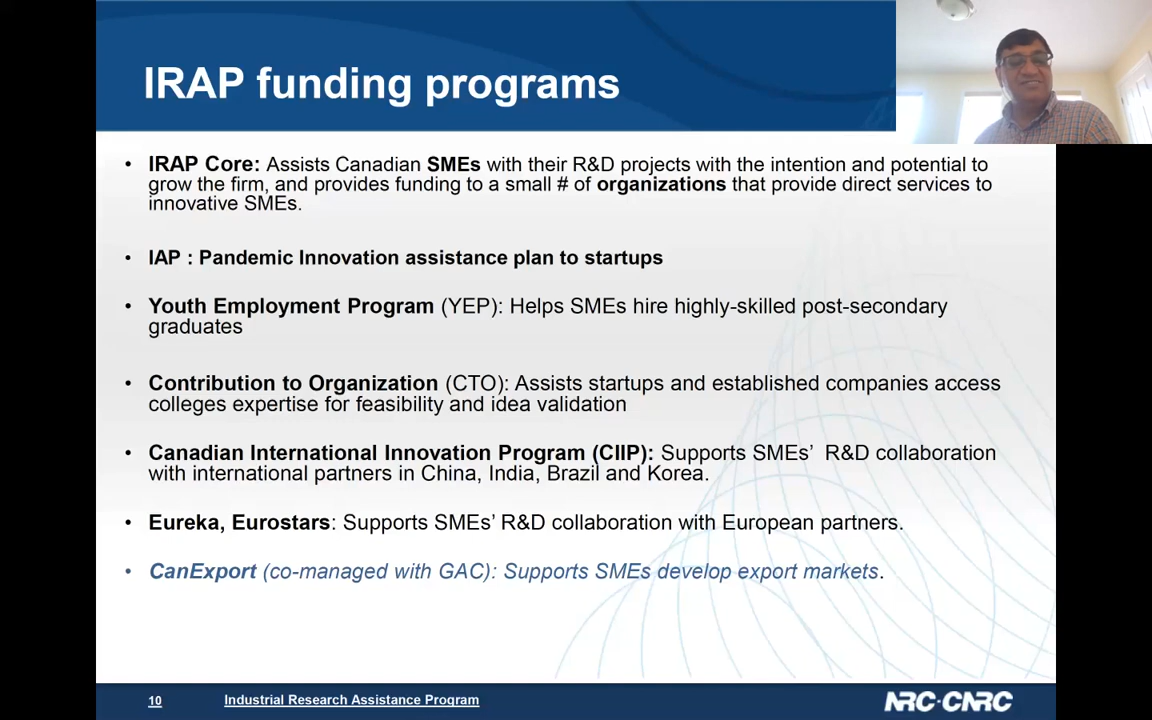 IRAP funding programs
• IRAP Core: Assists Canadian SMEs with their R&D projects with the intention and potential to
grow the firm, and provides funding to a small # of organizations that provide direct services to
innovative SMEs.
• IAP : Pandemic Innovation assistance plan to startups
• Youth Employment Program (YEP): Helps SMEs hire highly-skilled post-secondary
graduates
• Contribution to Organization (CTO): Assists startups and established companies access
colleges expertise for feasibility and idea validation
• Canadian International Innovation Program (CIIP): Supports SMEs’ R&D collaboration
with international partners in China, India, Brazil and Korea.
• Eureka, Eurostars: Supports SMEs’ R&D collaboration with European partners.
• CanExport (co-managed with GAC): Supports SMEs develop export markets.
10 Industrial Research Assistance Program NRC·CNRC